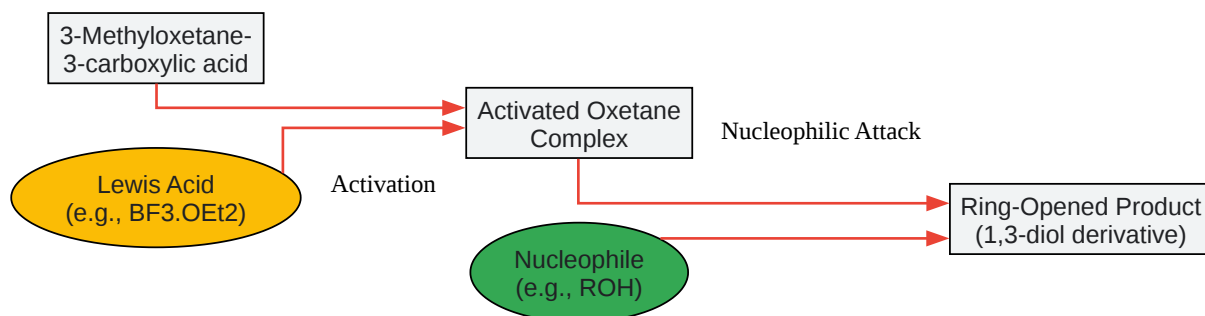 3-Methyloxetane-
3-carboxylic acid
Activated Oxetane
Complex
Nucleophilic Attack
Lewis Acid
(e.g., BF3.OEt2)
Activation
Ring-Opened Product
(1,3-diol derivative)
Nucleophile
(e.g., ROH)